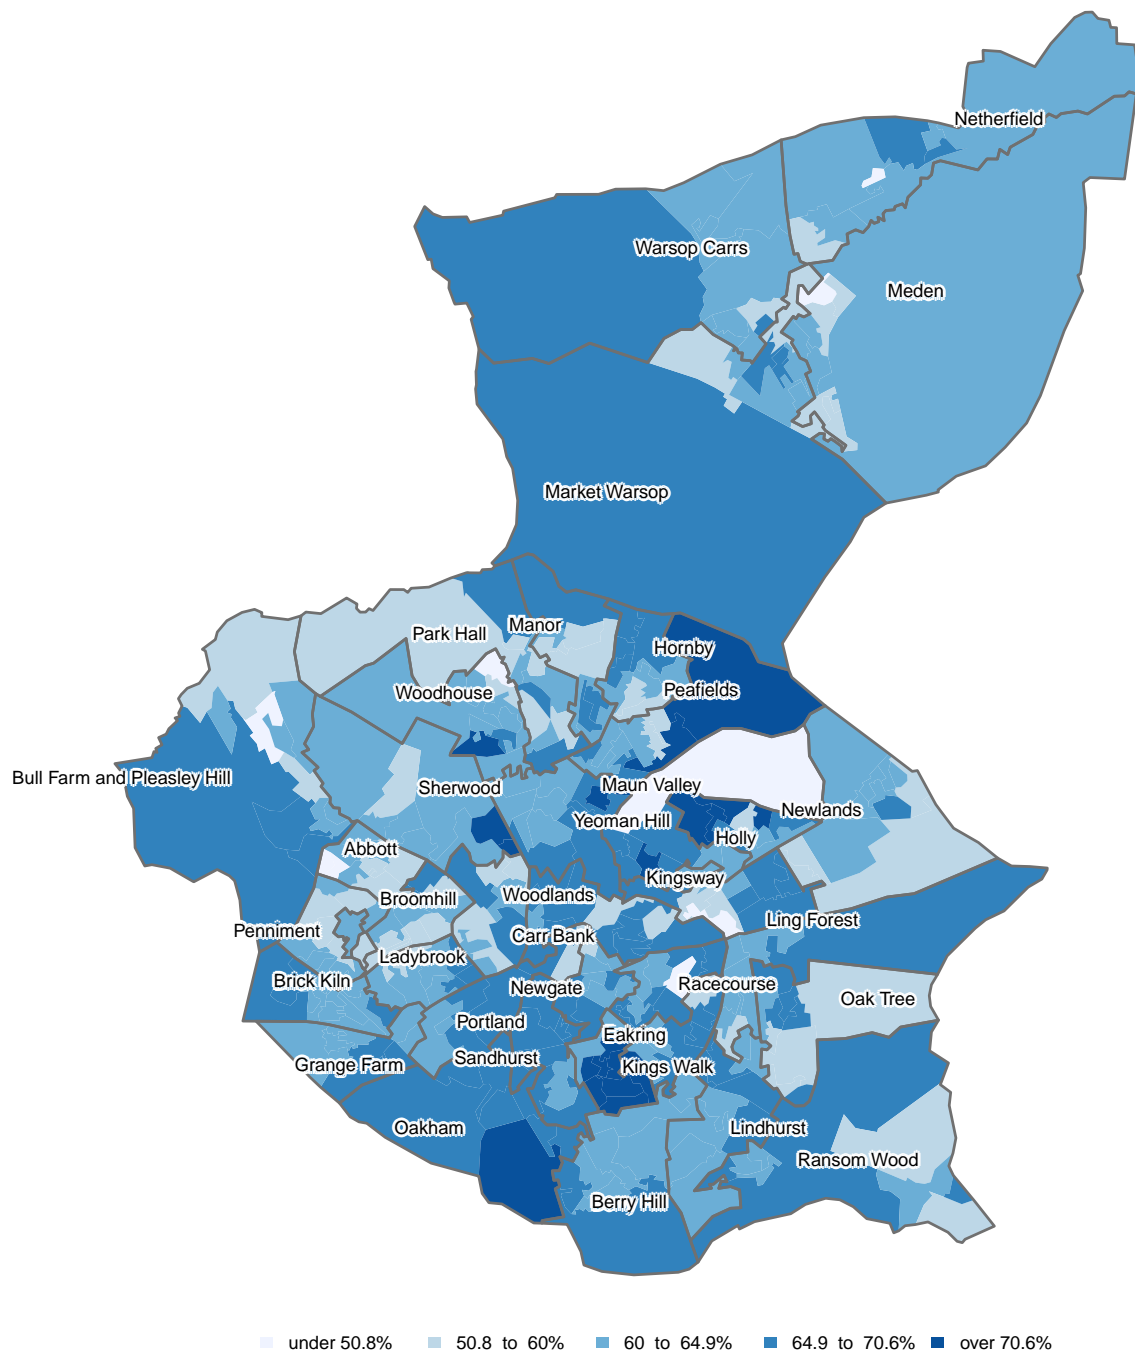 Netherfield
Warsop Carrs
Meden
Market Warsop
Manor
Park Hall
Hornby
Woodhouse
Peafields
Bull Farm and Pleasley Hill
Sherwood
Maun Valley
Newlands
Yeoman Hill
Holly
Abbott
Kingsway
Broomhill
Woodlands
Ling Forest
Penniment
Carr Bank
Ladybrook
Brick Kiln
Newgate
Racecourse
Oak Tree
Portland
Eakring
Sandhurst
Grange Farm
Kings Walk
Oakham
Lindhurst
Ransom Wood
Berry Hill
under 50.8% 50.8 to 60% 60 to 64.9% 64.9 to 70.6% over 70.6%